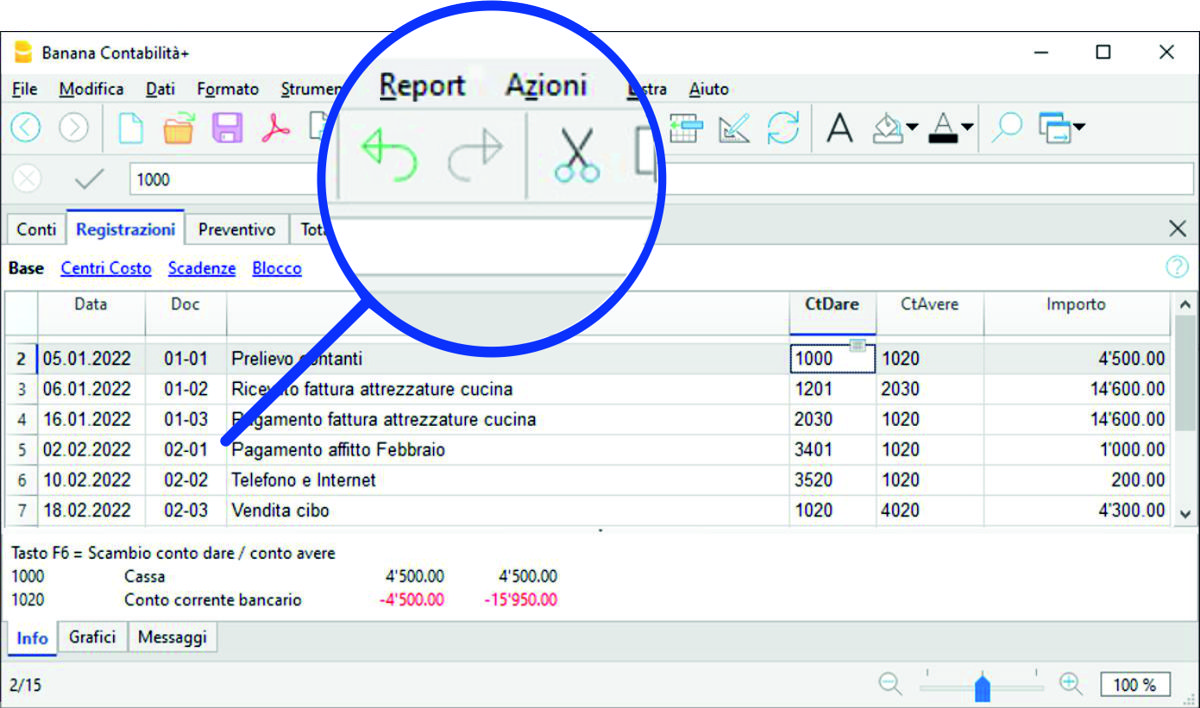 Banana Contabilità+
File Modifica Dati Formato Report Azioni Aiuto
1000
Conti Registrazioni Preventivo
Base Centri Costo Scadenze Blocco
Data Doc CtDare CtAvere Importo
2 05.01.2022 01-01 Prelievo contanti 1000 1020 4'500.00
3 06.01.2022 01-02 Ricevuto fattura attrezzature cucina 1201 2030 14'600.00
4 16.01.2022 01-03 Pagamento fattura attrezzature cucina 2030 1020 14'600.00
5 02.02.2022 02-01 Pagamento affitto Febbraio 3401 1020 1'000.00
6 10.02.2022 02-02 Telefono e Internet 3520 1020 200.00
7 18.02.2022 02-03 Vendita cibo 1020 4020 4'300.00
Tasto F6 = Scambio conto dare / conto avere
1000 Cassa 4'500.00 4'500.00
1020 Conto corrente bancario -4'500.00 -15'950.00
Info Grafici Messaggi
2/15 100 %